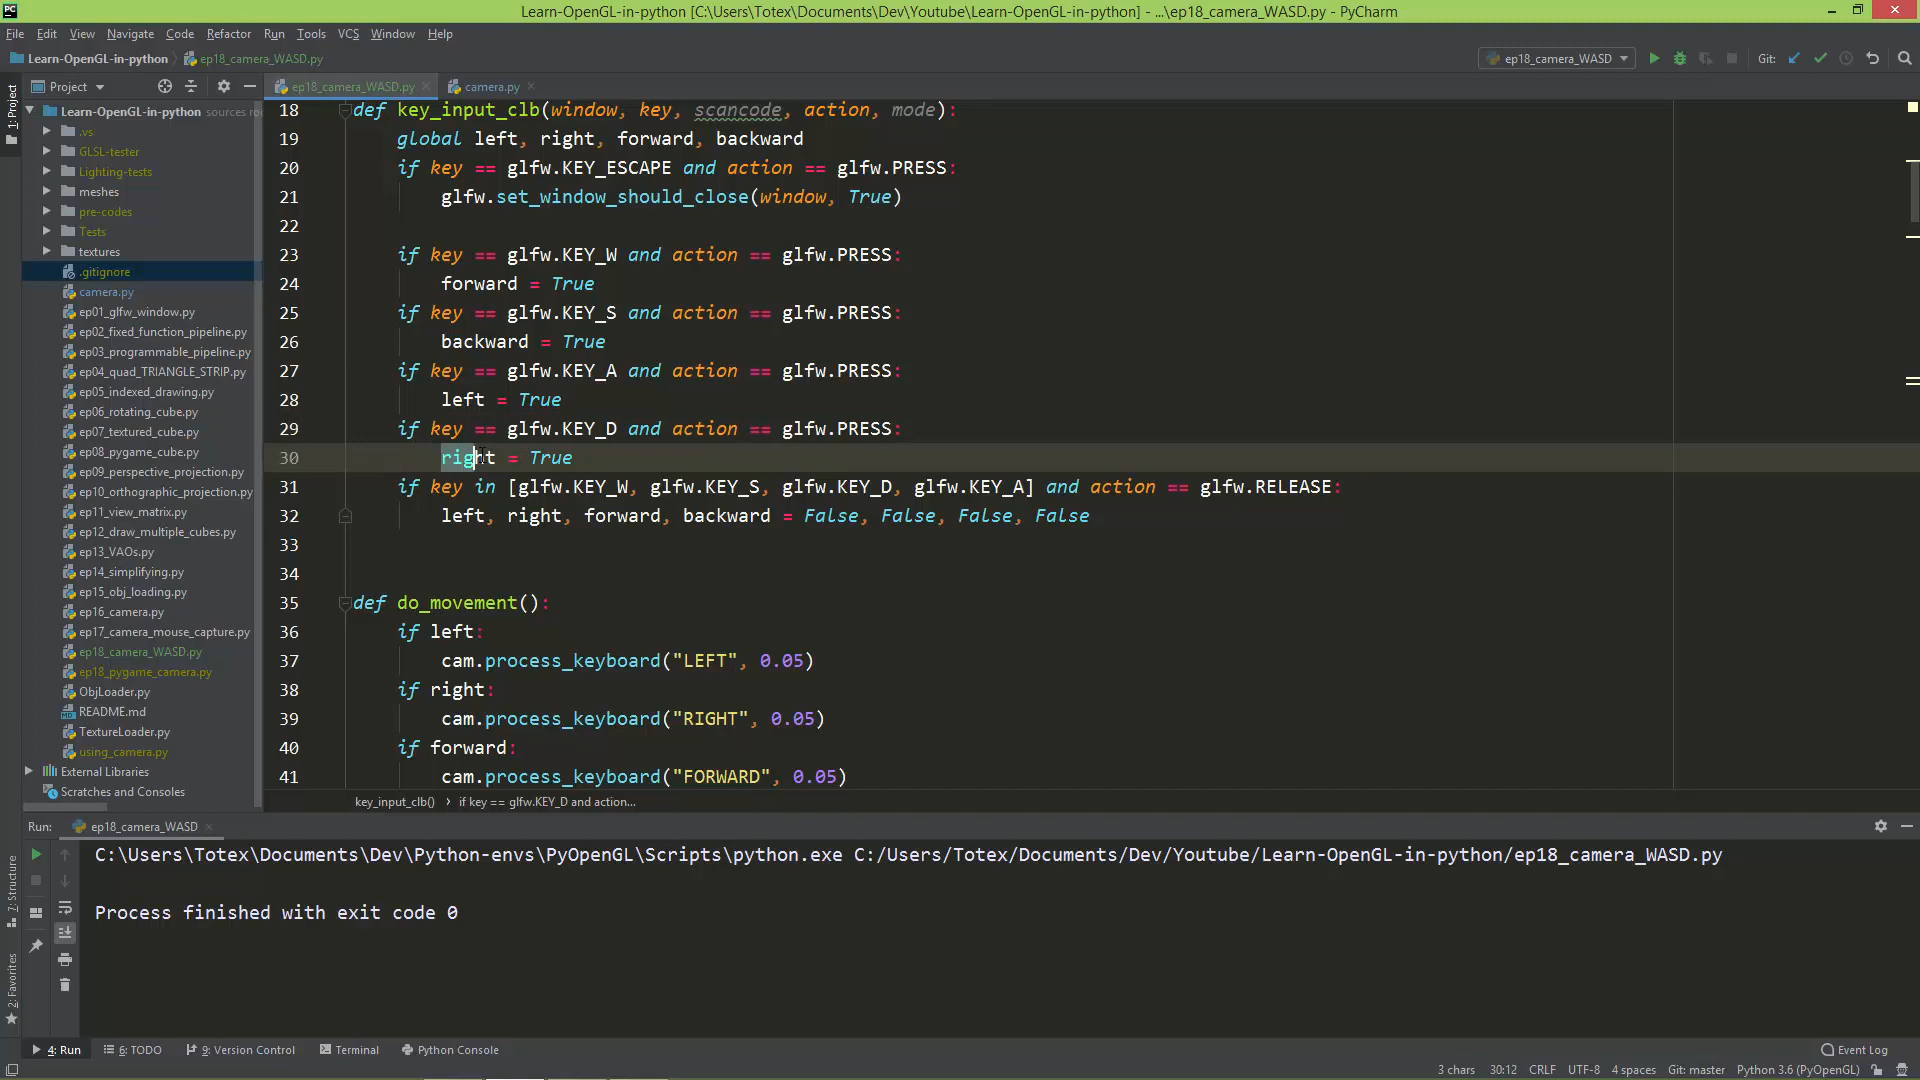 PC
Learn-OpenGL-in-python [C:\Users\Totex\Documents\Dev\Youtube\Learn-OpenGL-in-python] - ...\ep18_camera_WASD.py - PyCharm
File Edit View Navigate Code Refactor Run Tools VCS Window Help
Learn-OpenGL-in-python ep18_camera_WASD.py
ep18_camera_WASD
Git:
1: Project
Project
ep18_camera_WASD.py
camera.py
Learn-OpenGL-in-python sources ro
.vs
GLSL-tester
Lighting-tests
meshes
pre-codes
Tests
textures
.gitignore
camera.py
ep01_glfw_window.py
ep02_fixed_function_pipeline.py
ep03_programmable_pipeline.py
ep04_quad_TRIANGLE_STRIP.py
ep05_indexed_drawing.py
ep06_rotating_cube.py
ep07_textured_cube.py
ep08_pygame_cube.py
ep09_perspective_projection.py
ep10_orthographic_projection.py
ep11_view_matrix.py
ep12_draw_multiple_cubes.py
ep13_VAOs.py
ep14_simplifying.py
ep15_obj_loading.py
ep16_camera.py
ep17_camera_mouse_capture.py
ep18_camera_WASD.py
ep18_pygame_camera.py
ObjLoader.py
README.md
TextureLoader.py
using_camera.py
External Libraries
Scratches and Consoles
18 def key_input_clb(window, key, scancode, action, mode):
19 global left, right, forward, backward
20 if key == glfw.KEY_ESCAPE and action == glfw.PRESS:
21 glfw.set_window_should_close(window, True)
22
23 if key == glfw.KEY_W and action == glfw.PRESS:
24 forward = True
25 if key == glfw.KEY_S and action == glfw.PRESS:
26 backward = True
27 if key == glfw.KEY_A and action == glfw.PRESS:
28 left = True
29 if key == glfw.KEY_D and action == glfw.PRESS:
30 right = True
31 if key in [glfw.KEY_W, glfw.KEY_S, glfw.KEY_D, glfw.KEY_A] and action == glfw.RELEASE:
32 left, right, forward, backward = False, False, False, False
33
34
35 def do_movement():
36 if left:
37 cam.process_keyboard("LEFT", 0.05)
38 if right:
39 cam.process_keyboard("RIGHT", 0.05)
40 if forward:
41 cam.process_keyboard("FORWARD", 0.05)
key_input_clb() › if key == glfw.KEY_D and action...
Run: ep18_camera_WASD
C:\Users\Totex\Documents\Dev\Python-envs\PyOpenGL\Scripts\python.exe C:/Users/Totex/Documents/Dev/Youtube/Learn-OpenGL-in-python/ep18_camera_WASD.py
Process finished with exit code 0
7: Structure
2: Favorites
4: Run 6: TODO 9: Version Control Terminal Python Console Event Log
3 chars 30:12 CRLF UTF-8 4 spaces Git: master Python 3.6 (PyOpenGL)